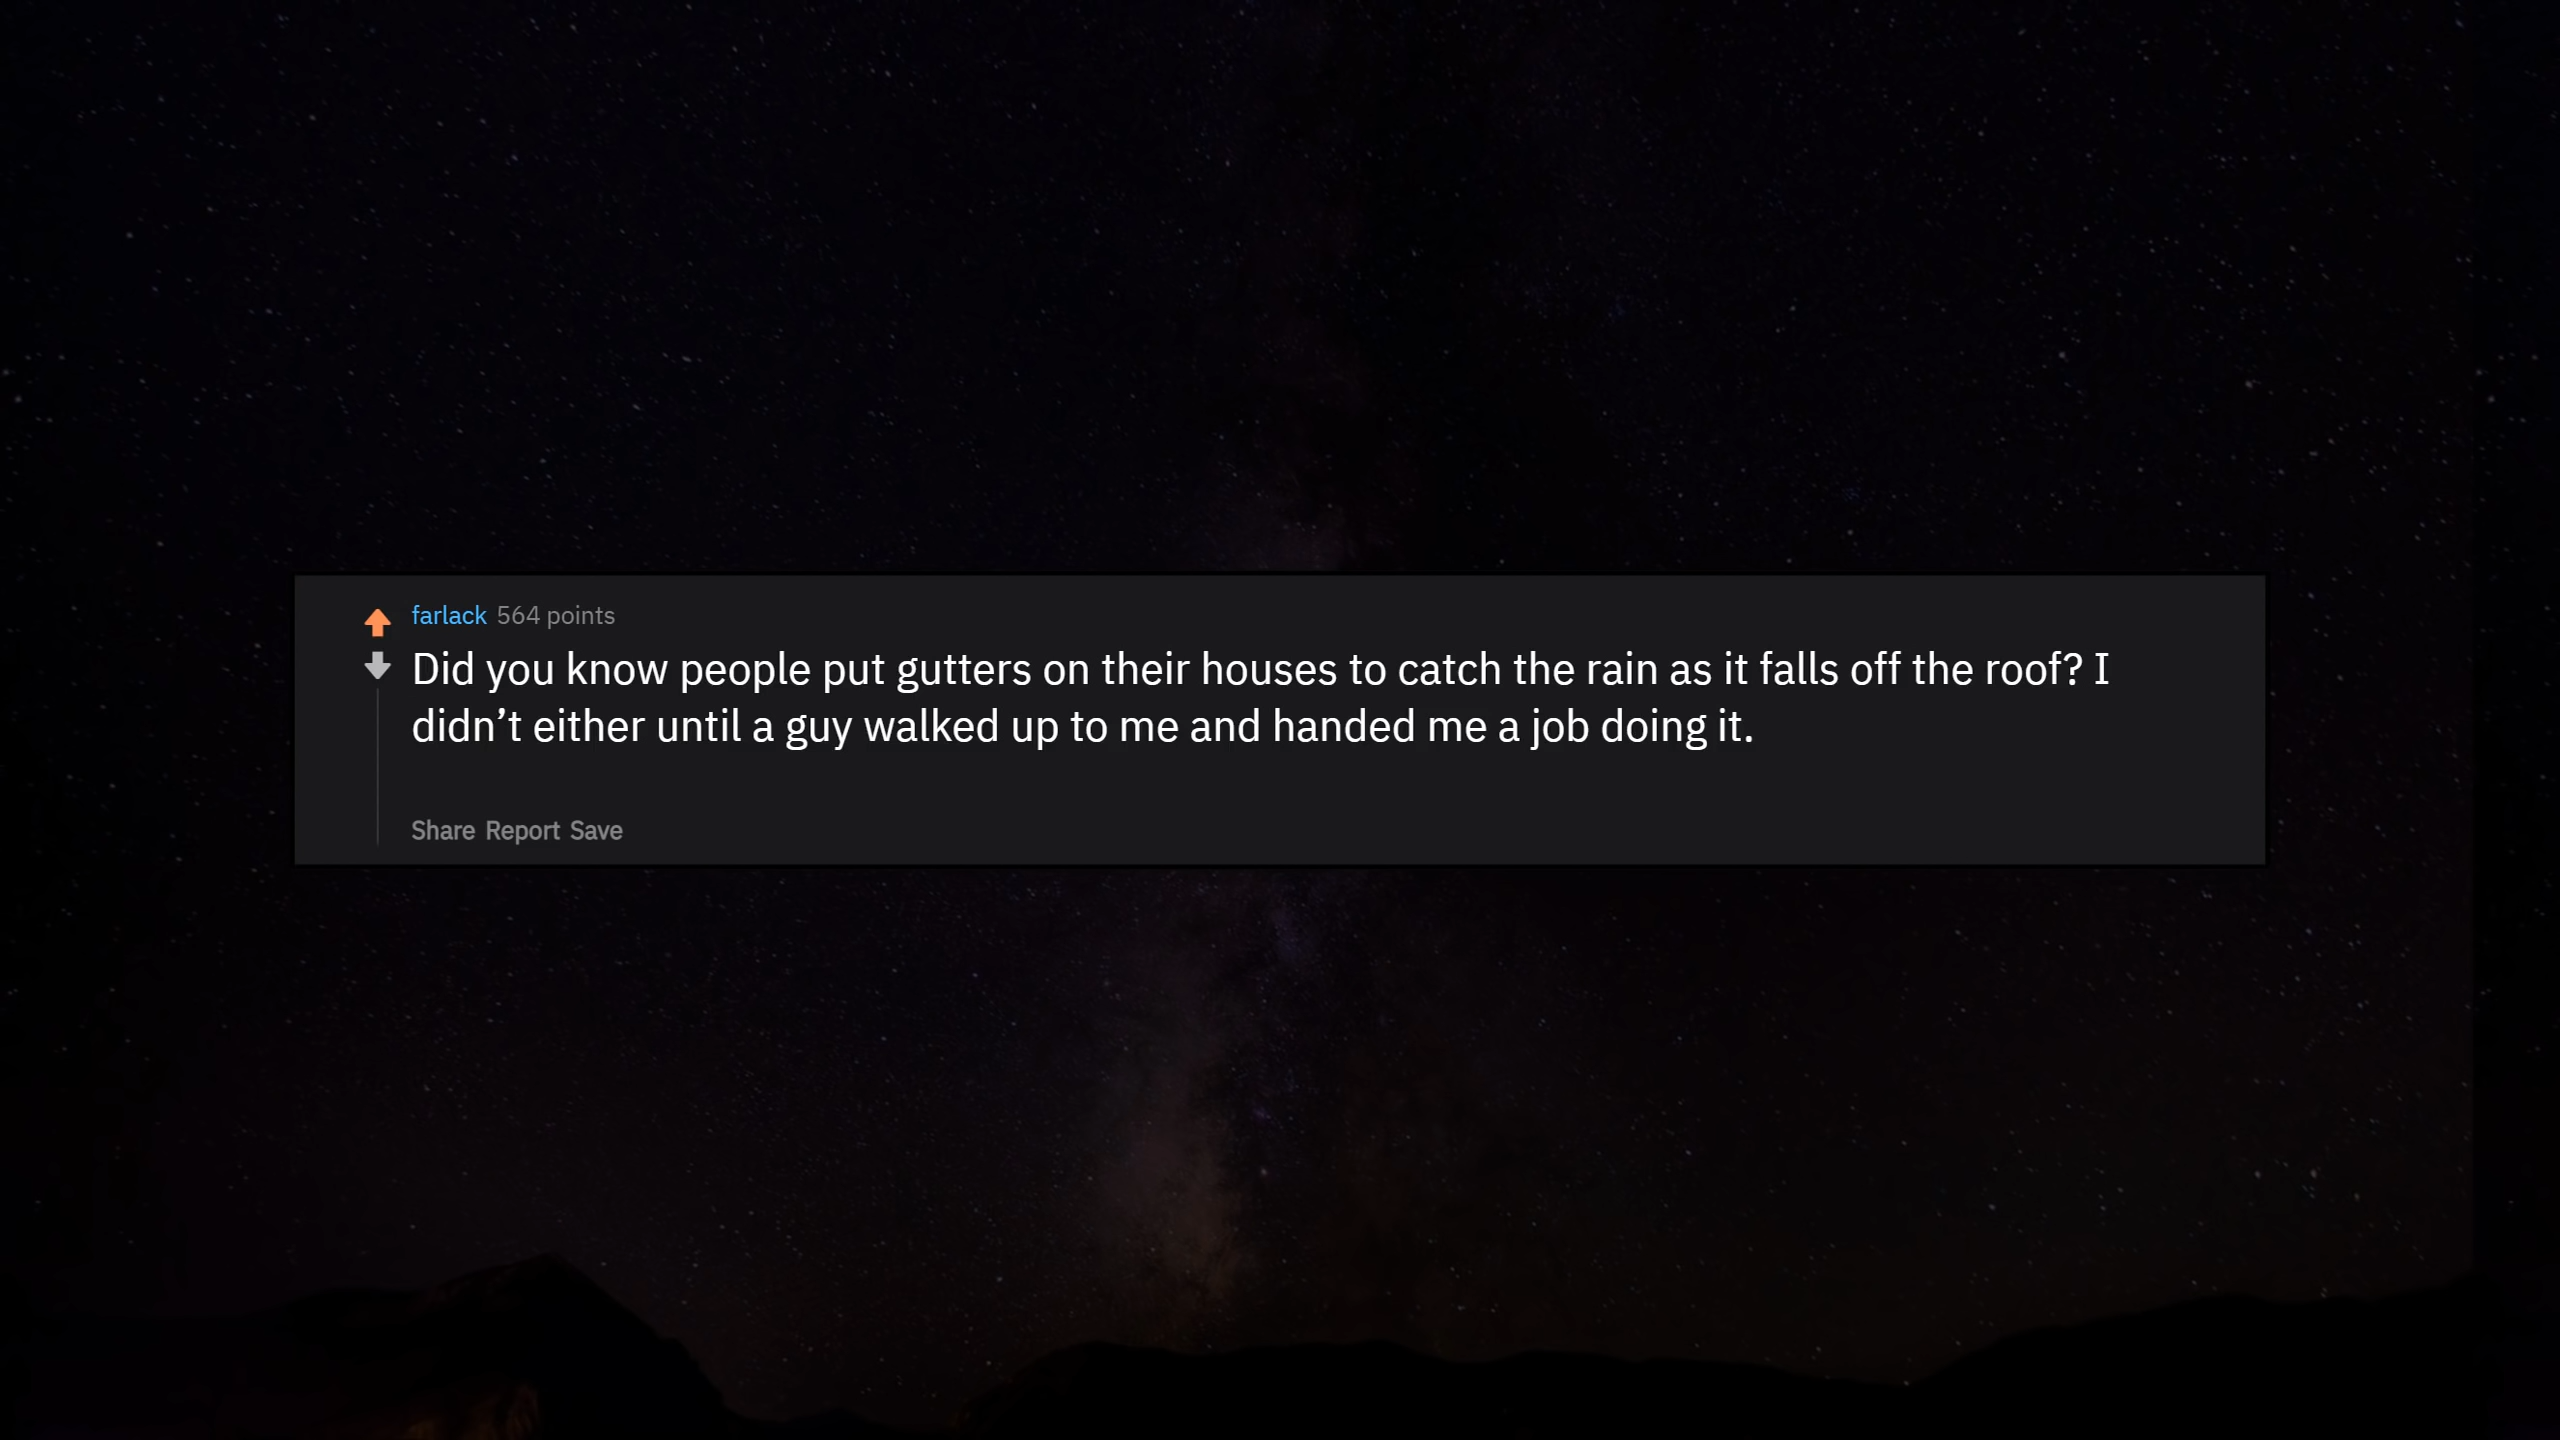 farlack 564 points
Did you know people put gutters on their houses to catch the rain as it falls off the roof? I
didn’t either until a guy walked up to me and handed me a job doing it.
Share Report Save